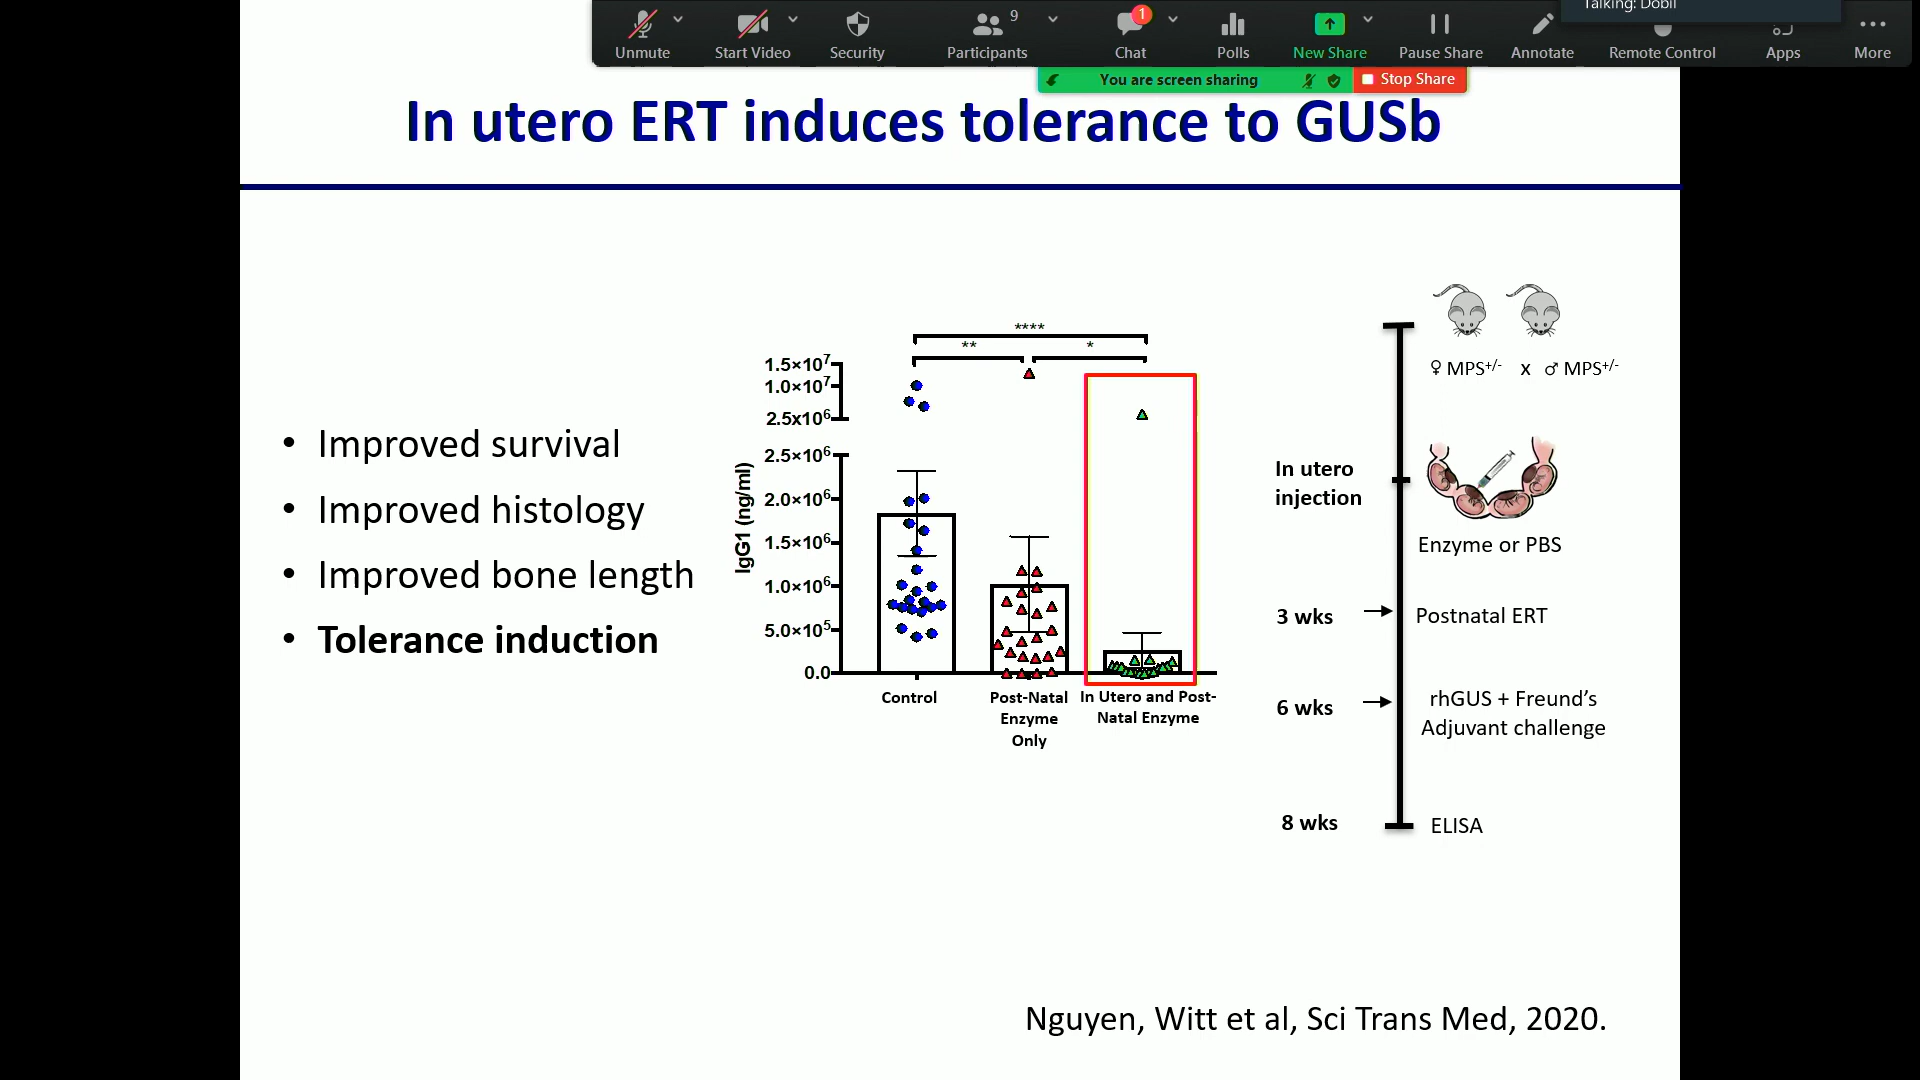 Talking: Dobil
9
1
Unmute
Start Video
Security
Participants
Chat
Polls
New Share
Pause Share
Annotate
Remote Control
Apps
More
You are screen sharing
Stop Share
In utero ERT induces tolerance to GUSb
• Improved survival
• Improved histology
• Improved bone length
• Tolerance induction
****
**
*
1.5×10⁷
1.0×10⁷
2.5x10⁶
2.5×10⁶
2.0×10⁶
1.5×10⁶
1.0×10⁶
5.0×10⁵
0.0
IgG1 (ng/ml)
Control
Post-Natal
Enzyme
Only
In Utero and Post-
Natal Enzyme
♀ MPS⁺/⁻ x ♂ MPS⁺/⁻
In utero
injection
Enzyme or PBS
3 wks
Postnatal ERT
6 wks
rhGUS + Freund’s
Adjuvant challenge
8 wks
ELISA
Nguyen, Witt et al, Sci Trans Med, 2020.